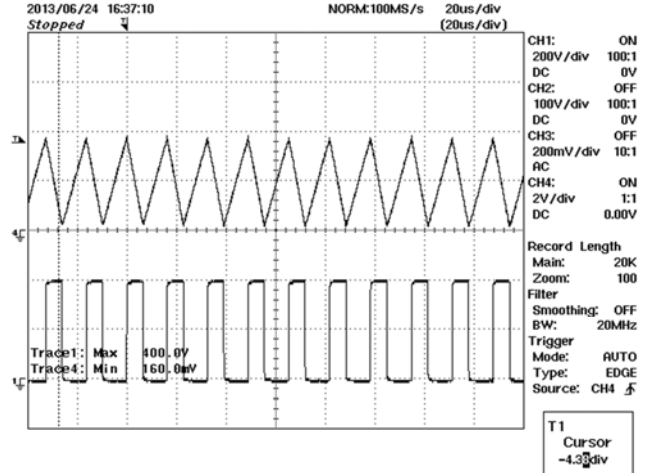 2013/06/24 16:37:10 NORM:100MS/s 20us/div
Stopped (20us/div)
CH1: ON
200V/div 100:1
DC 0V
CH2: OFF
100V/div 100:1
DC 0V
CH3: OFF
200mV/div 10:1
AC
CH4: ON
2V/div 1:1
DC 0.00V
Record Length
Main: 20K
Zoom: 100
Filter
Smoothing: OFF
BW: 20MHz
Trigger
Mode: AUTO
Type: EDGE
Source: CH4
Trace1: Max 400.0V
Trace4: Min 160.0mV
T1
Cursor
-4.38div